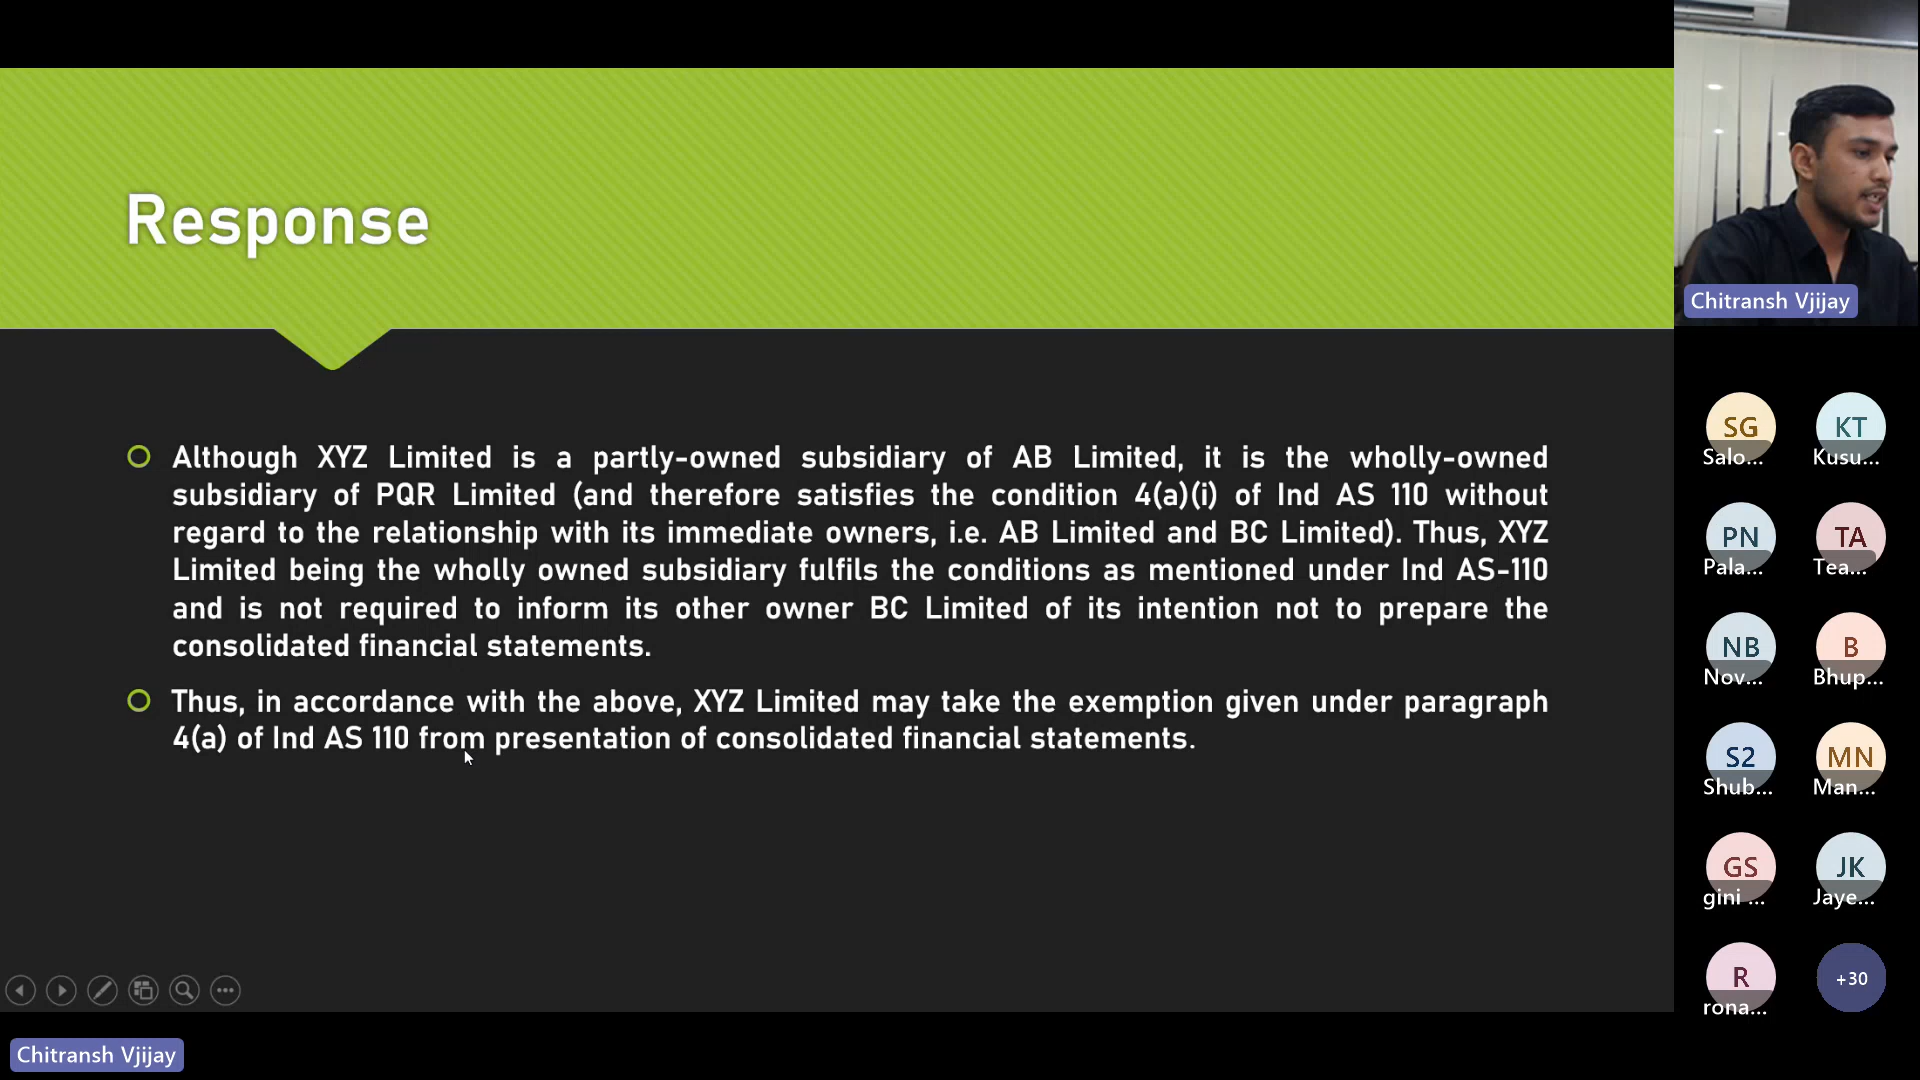 Response
Although XYZ Limited is a partly-owned subsidiary of AB Limited, it is the wholly-owned
subsidiary of PQR Limited (and therefore satisfies the condition 4(a)(i) of Ind AS 110 without
regard to the relationship with its immediate owners, i.e. AB Limited and BC Limited). Thus, XYZ
Limited being the wholly owned subsidiary fulfils the conditions as mentioned under Ind AS-110
and is not required to inform its other owner BC Limited of its intention not to prepare the
consolidated financial statements.
Thus, in accordance with the above, XYZ Limited may take the exemption given under paragraph
4(a) of Ind AS 110 from presentation of consolidated financial statements.
Chitransh Vjijay
Chitransh Vjijay
SG
Salo...
KT
Kusu...
PN
Pala...
TA
Tea...
NB
Nov...
B
Bhup...
S2
Shub...
MN
Man...
GS
gini ...
JK
Jaye...
R
rona...
+30